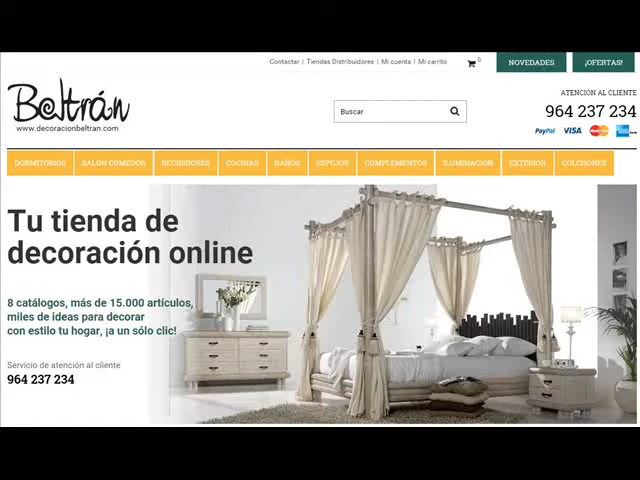 Contactar | Tiendas Distribuidores | Mi cuenta | Mi carrito
0
NOVEDADES
¡OFERTAS!
Beltrán
www.decoracionbeltran.com
Buscar
ATENCIÓN AL CLIENTE
964 237 234
PayPal VISA MasterCard
DORMITORIOS SALÓN COMEDOR RECIBIDORES COCINAS BAÑOS ESPEJOS COMPLEMENTOS ILUMINACIÓN EXTERIOR COLCHONES
Tu tienda de
decoración online
8 catálogos, más de 15.000 artículos,
miles de ideas para decorar
con estilo tu hogar, ¡a un sólo clic!
Servicio de atención al cliente
964 237 234